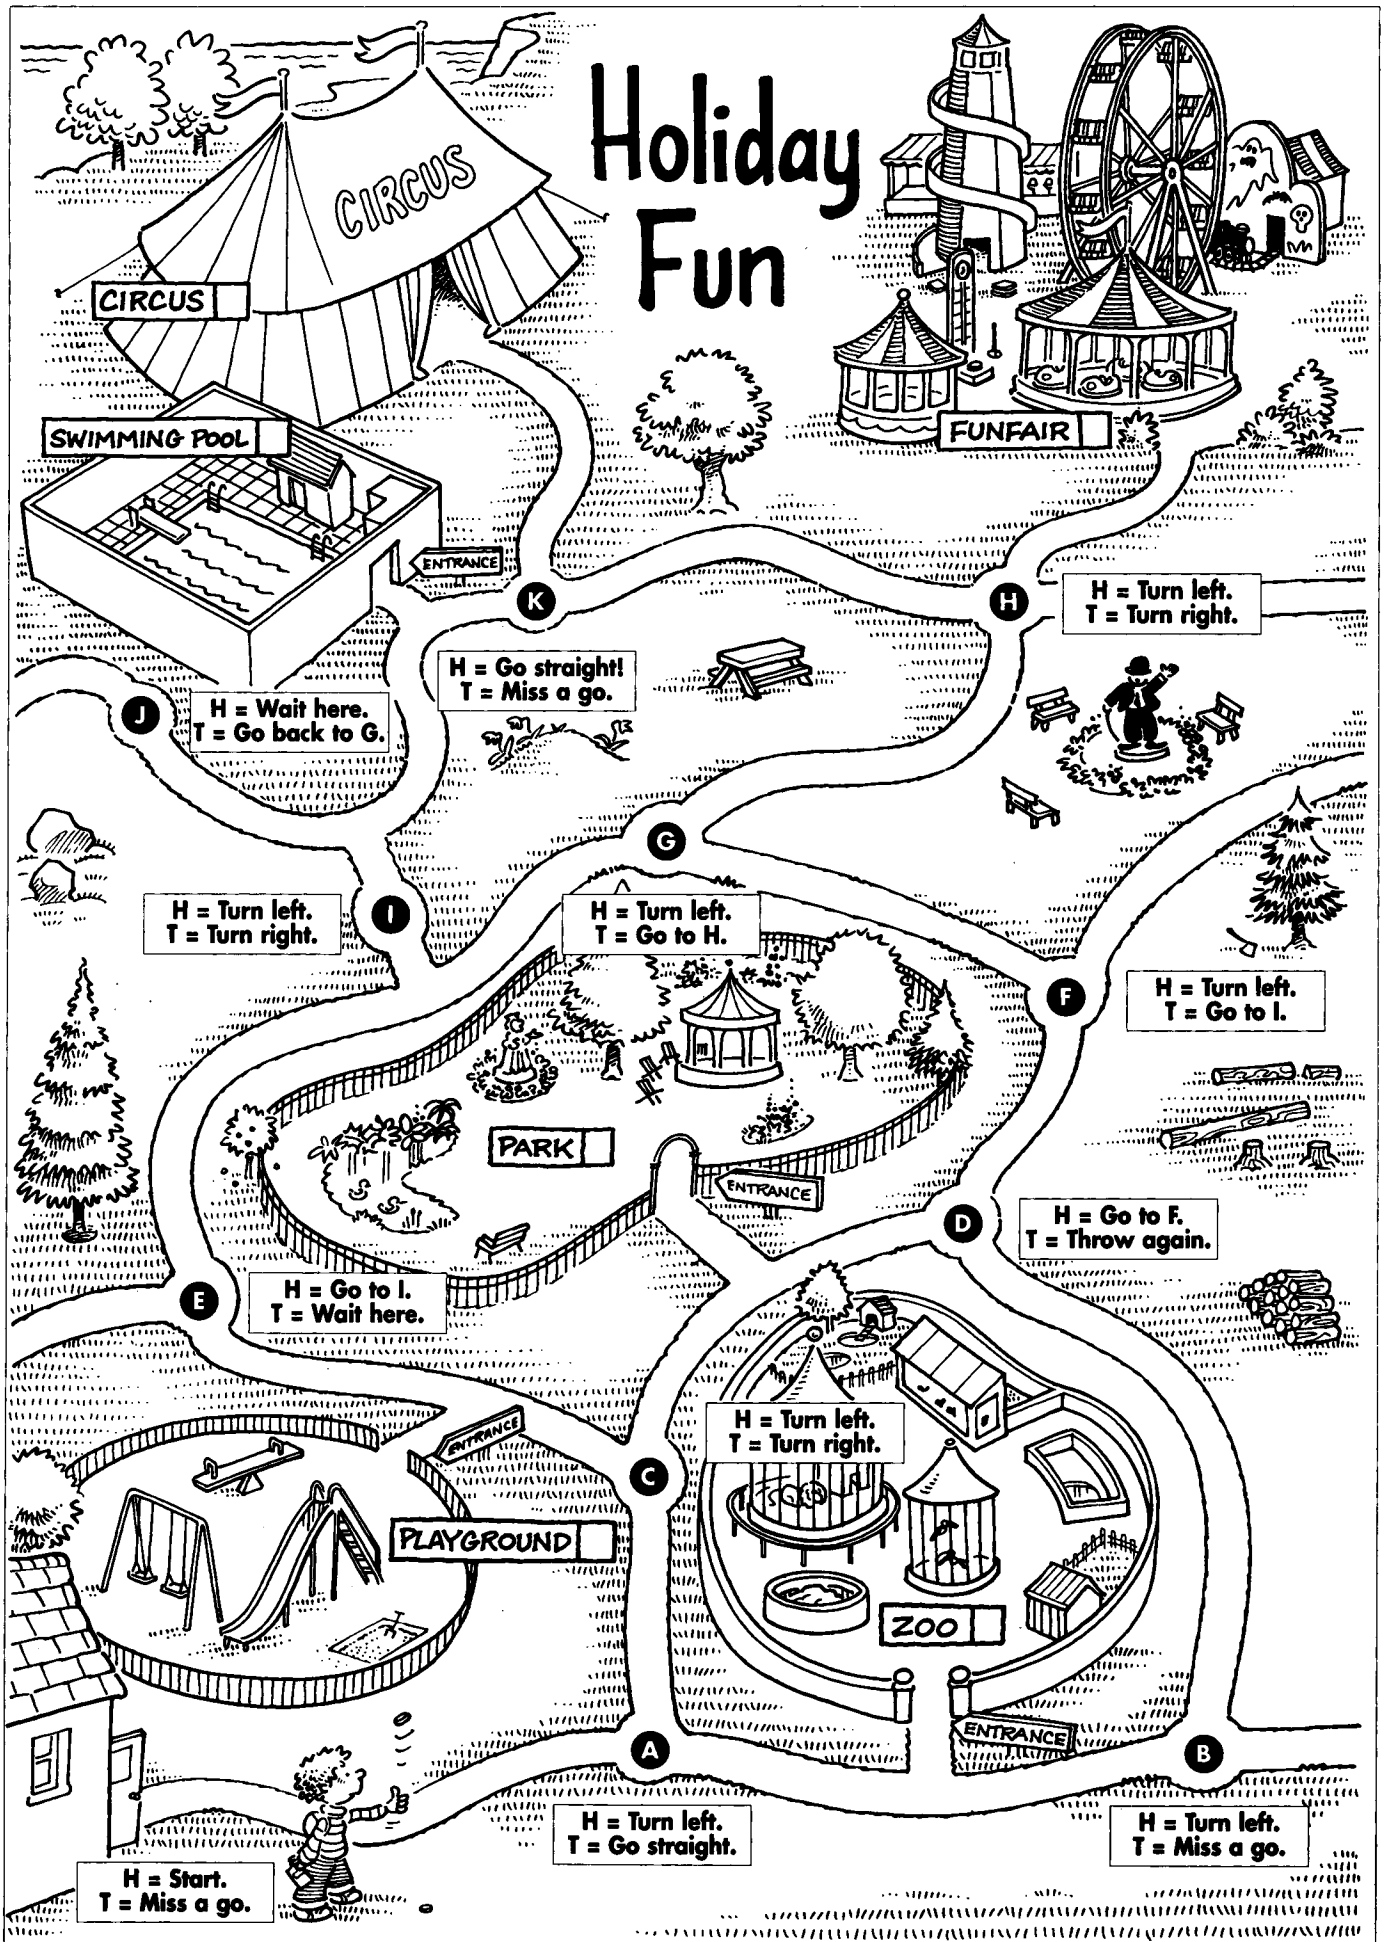 Holiday
Fun
CIRCUS
CIRCUS
SWIMMING POOL
FUNFAIR
ENTRANCE
K
H
H = Turn left.
T = Turn right.
H = Go straight!
T = Miss a go.
J
H = Wait here.
T = Go back to G.
G
I
H = Turn left.
T = Turn right.
H = Turn left.
T = Go to H.
F
H = Turn left.
T = Go to I.
PARK
ENTRANCE
D
H = Go to F.
T = Throw again.
E
H = Go to I.
T = Wait here.
ENTRANCE
H = Turn left.
T = Turn right.
C
PLAYGROUND
ZOO
ENTRANCE
A
B
H = Turn left.
T = Go straight.
H = Turn left.
T = Miss a go.
H = Start.
T = Miss a go.